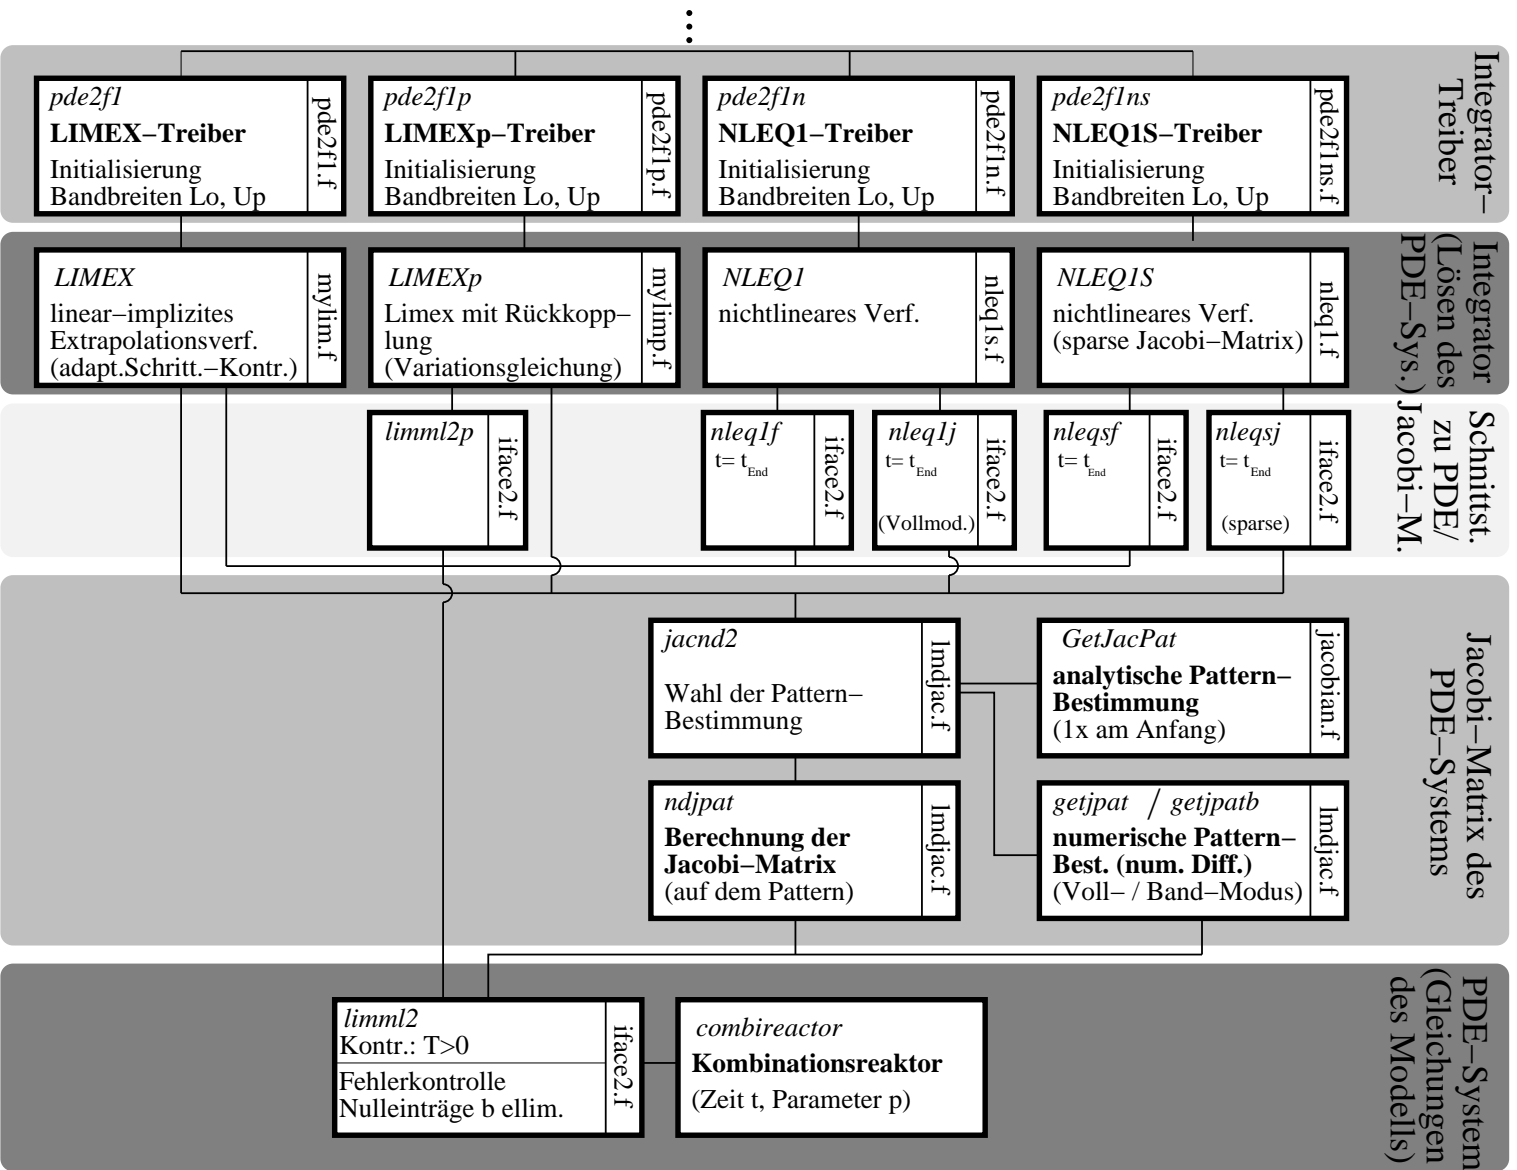 ⋮
Integrator–
Treiber
pde2f1
LIMEX–Treiber
Initialisierung
Bandbreiten Lo, Up
pde2f1.f
pde2f1p
LIMEXp–Treiber
Initialisierung
Bandbreiten Lo, Up
pde2f1p.f
pde2f1n
NLEQ1–Treiber
Initialisierung
Bandbreiten Lo, Up
pde2f1n.f
pde2f1ns
NLEQ1S–Treiber
Initialisierung
Bandbreiten Lo, Up
pde2f1ns.f
Integrator
(Lösen des
PDE–Sys.)
LIMEX
linear–implizites
Extrapolationsverf.
(adapt.Schritt.–Kontr.)
mylim.f
LIMEXp
Limex mit Rückkopp–
lung
(Variationsgleichung)
mylimp.f
NLEQ1
nichtlineares Verf.
nleq1s.f
NLEQ1S
nichtlineares Verf.
(sparse Jacobi–Matrix)
nleq1.f
Schnittst.
zu PDE/
Jacobi–M.
limml2p
iface2.f
nleq1f
t= tEnd
iface2.f
nleq1j
t= tEnd
(Vollmod.)
iface2.f
nleqsf
t= tEnd
iface2.f
nleqsj
t= tEnd
(sparse)
iface2.f
Jacobi–Matrix des
PDE–Systems
jacnd2
Wahl der Pattern–
Bestimmung
lmdjac.f
GetJacPat
analytische Pattern–
Bestimmung
(1x am Anfang)
jacobian.f
ndjpat
Berechnung der
Jacobi–Matrix
(auf dem Pattern)
lmdjac.f
getjpat / getjpatb
numerische Pattern–
Best. (num. Diff.)
(Voll– / Band–Modus)
lmdjac.f
PDE–System
(Gleichungen
des Modells)
limml2
Kontr.: T>0
Fehlerkontrolle
Nulleinträge b ellim.
iface2.f
combireactor
Kombinationsreaktor
(Zeit t, Parameter p)